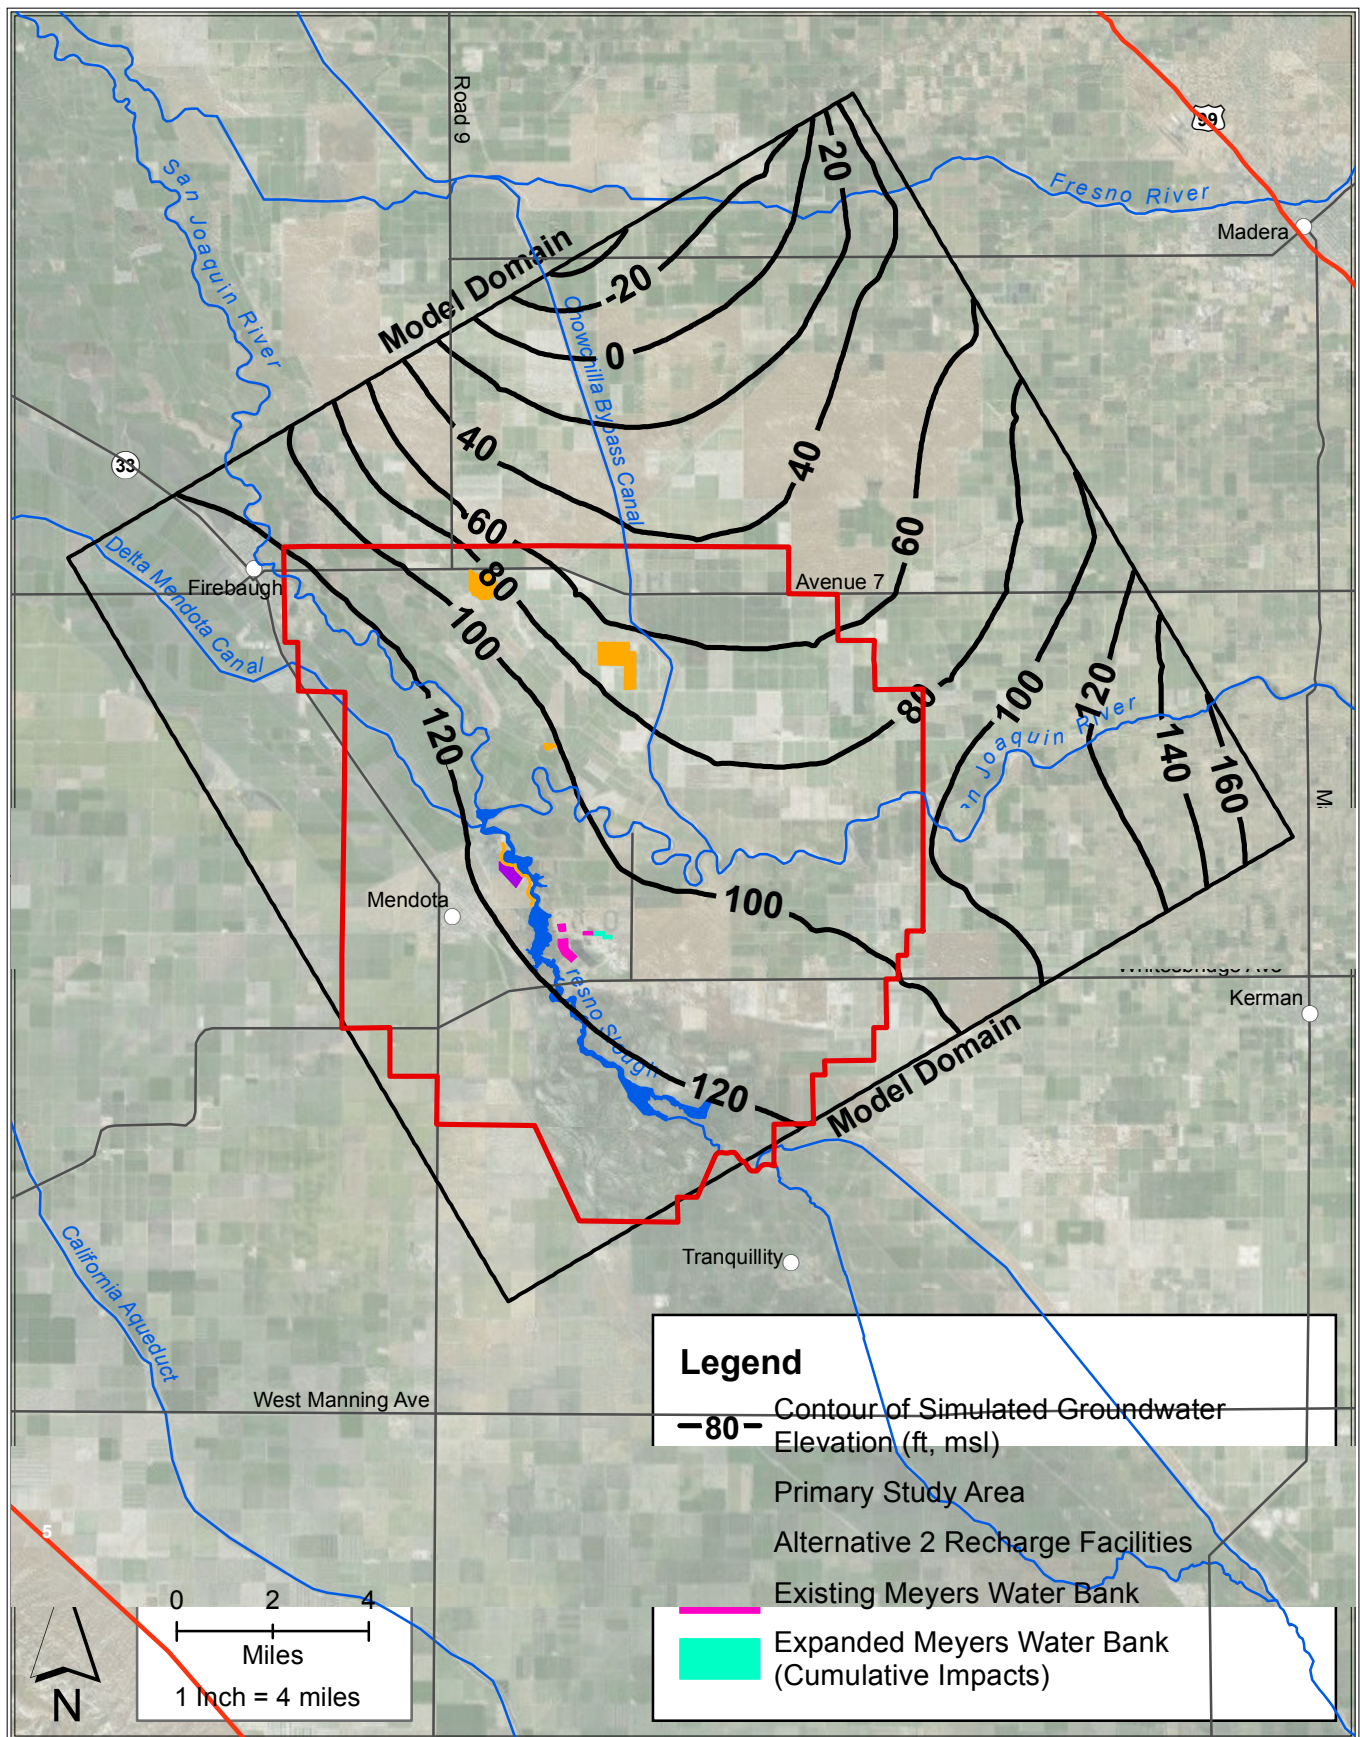 Road 9
99
San Joaquin River
Fresno River
Madera
20
Model Domain
-20
Chowchilla Bypass Canal
0
40
40
33
60
60
Delta Mendota Canal
Firebaugh
80
Avenue 7
100
80
100
120
120
140
160
San Joaquin River
Mendota
100
Whitesbridge Ave
Kerman
Fresno Slough
120
Model Domain
Tranquillity
California Aqueduct
West Manning Ave
Legend
80
Contour of Simulated Groundwater
Elevation (ft, msl)
Primary Study Area
Alternative 2 Recharge Facilities
Existing Meyers Water Bank
Expanded Meyers Water Bank
(Cumulative Impacts)
5
0 2 4
Miles
1 Inch = 4 miles
N